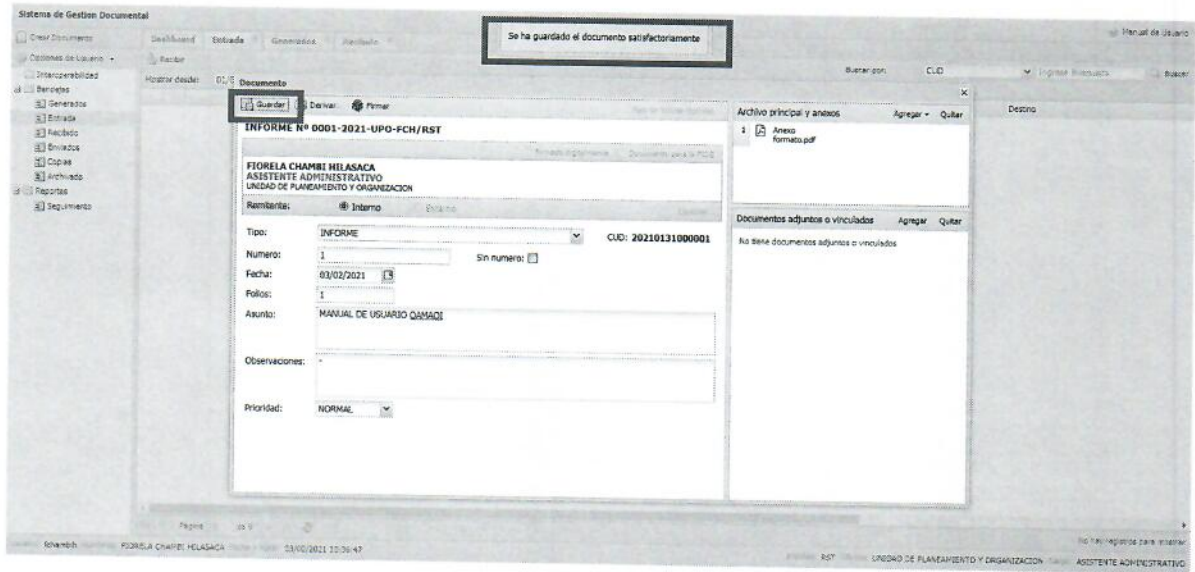 Sistema de Gestion Documental
Crear Documento
Dashboard Entrada Generados Recibido
Se ha guardado el documento satisfactoriamente
Manual de Usuario
Opciones de Usuario
Recibir
Interoperabilidad
Mostrar desde: 01/
Buscar por: CUD
Buscar
Bandejas
Generados
Entrada
Recibido
Enviados
Copias
Archivado
Reportes
Seguimiento
Documento
Guardar Derivar Firmar
INFORME Nº 0001-2021-UPO-FCH/RST
FIORELA CHAMBI HILASACA
ASISTENTE ADMINISTRATIVO
UNIDAD DE PLANEAMIENTO Y ORGANIZACION
Remitente: Interno Externo
Tipo: INFORME
CUD: 20210131000001
Numero: 1
Sin numero:
Fecha: 03/02/2021
Folios: 1
Asunto: MANUAL DE USUARIO QAMAQI
Observaciones: -
Prioridad: NORMAL
Archivo principal y anexos Agregar Quitar
1 Anexo
formato.pdf
Documentos adjuntos o vinculados Agregar Quitar
No tiene documentos adjuntos o vinculados
Destino
Pagina
No hay registros para mostrar
fchambih FIORELA CHAMBI HILASACA 03/02/2021
RST UNIDAD DE PLANEAMIENTO Y ORGANIZACION ASISTENTE ADMINISTRATIVO